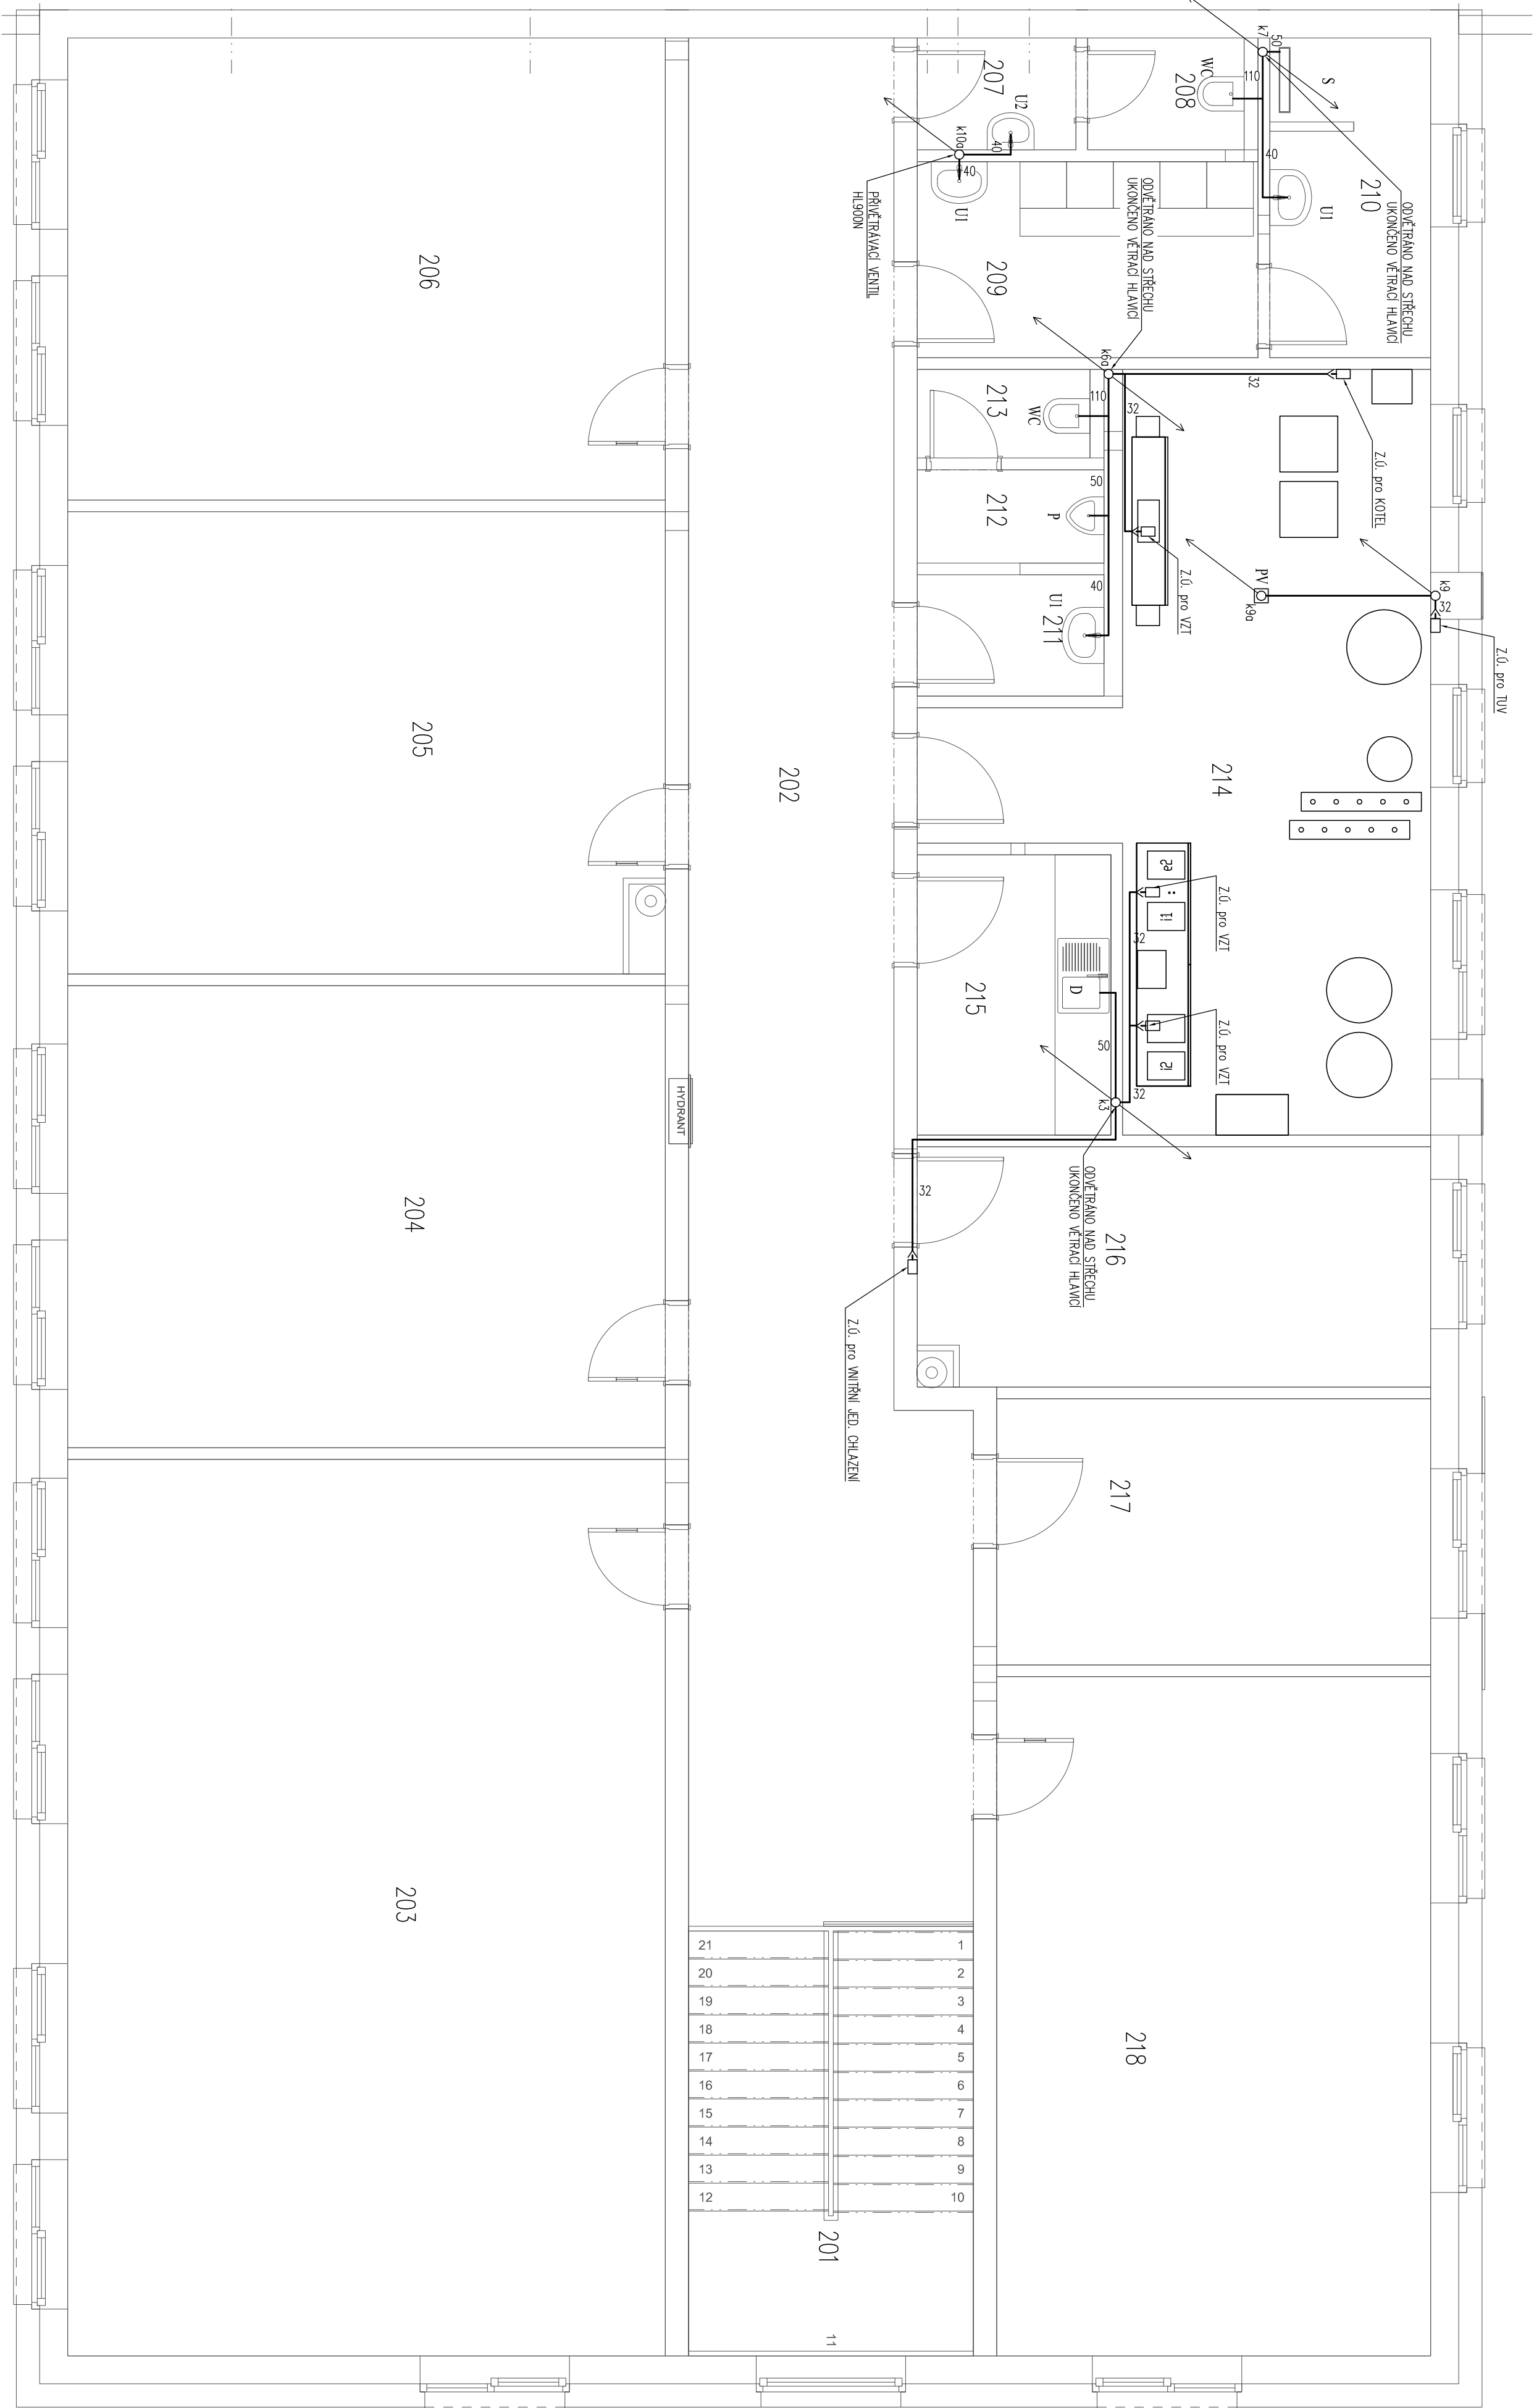 k7
50
S
110
WC
208
207
U2
k10a
40
40
U1
PŘIVĚTRÁVACÍ VENTIL
HL900N
40
210
U1
ODVĚTRÁNO NAD STŘECHU
UKONČENO VĚTRACÍ HLAVICÍ
ODVĚTRÁNO NAD STŘECHU
UKONČENO VĚTRACÍ HLAVICÍ
209
206
k6a
110
32
32
213
WC
Z.Ú. pro KOTEL
50
212
P
Z.Ú. pro VZT
PV
k9a
k9
32
Z.Ú. pro TUV
40
U1
211
205
202
214
Z.Ú. pro VZT
32
Z.Ú. pro VZT
215
D
50
32
k3
HYDRANT
204
32
216
ODVĚTRÁNO NAD STŘECHU
UKONČENO VĚTRACÍ HLAVICÍ
Z.Ú. pro VNITŘNÍ JED. CHLAZENÍ
217
203
218
21
1
20
2
19
3
18
4
17
5
16
6
15
7
14
8
13
9
12
10
201
11